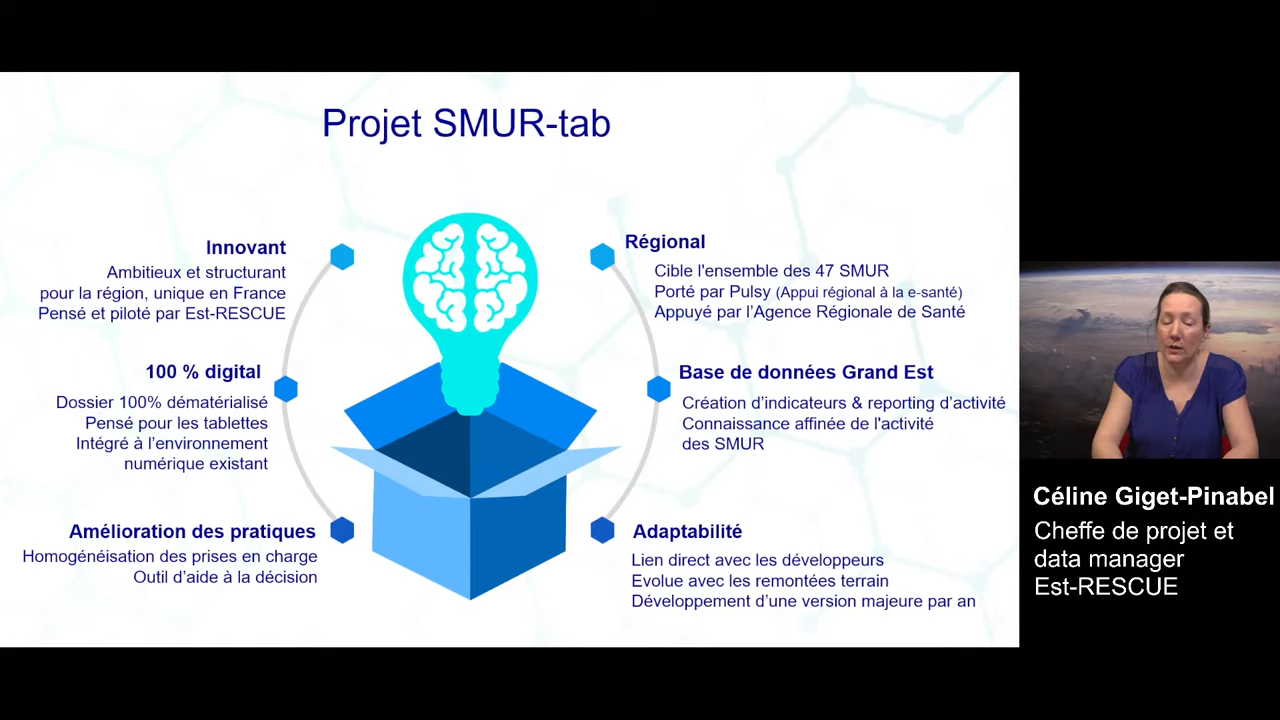 Projet SMUR-tab
Innovant
Ambitieux et structurant
pour la région, unique en France
Pensé et piloté par Est-RESCUE
100 % digital
Dossier 100% dématérialisé
Pensé pour les tablettes
Intégré à l’environnement
numérique existant
Amélioration des pratiques
Homogénéisation des prises en charge
Outil d’aide à la décision
Régional
Cible l'ensemble des 47 SMUR
Porté par Pulsy (Appui régional à la e-santé)
Appuyé par l’Agence Régionale de Santé
Base de données Grand Est
Création d’indicateurs & reporting d’activité
Connaissance affinée de l'activité
des SMUR
Adaptabilité
Lien direct avec les développeurs
Evolue avec les remontées terrain
Développement d’une version majeure par an
Céline Giget-Pinabel
Cheffe de projet et
data manager
Est-RESCUE